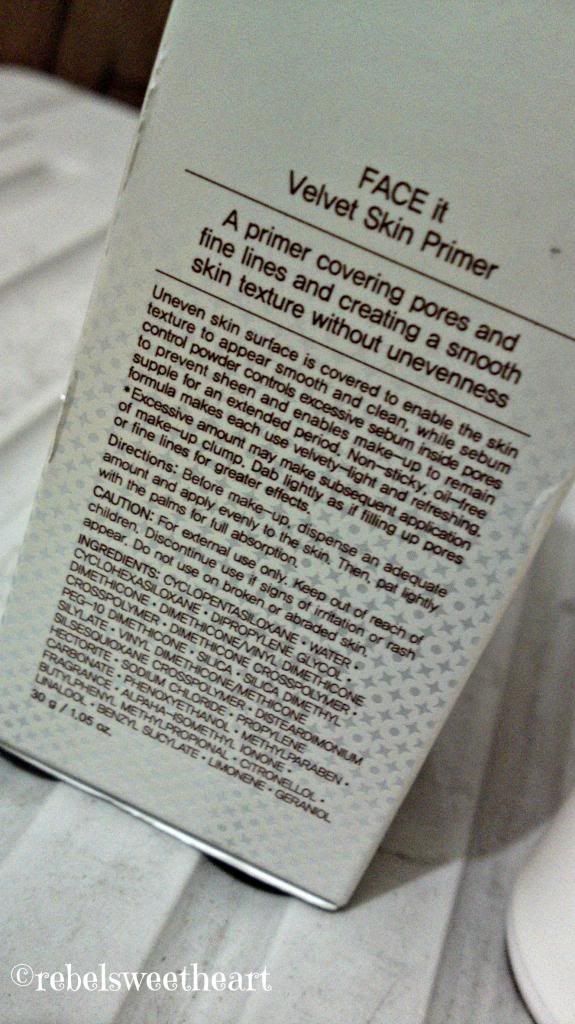 FACE it
Velvet Skin Primer
A primer covering pores and
fine lines and creating a smooth
skin texture without unevenness
Uneven skin surface is covered to enable the skin
texture to appear smooth and clean, while sebum
control powder controls excessive sebum inside pores
to prevent sheen and enables make-up to remain
supple for an extended period. Non-sticky, oil-free
formula makes each use velvety-light and refreshing.
*Excessive amount may make subsequent application
of make-up clump. Dab lightly as if filling up pores
or fine lines for greater effects.
Directions: Before make-up, dispense an adequate
amount and apply evenly to the skin. Then, pat lightly
with the palms for full absorption.
CAUTION: For external use only. Keep out of reach of
children. Discontinue use if signs of irritation or rash
appear. Do not use on broken or abraded skin.
INGREDIENTS: CYCLOPENTASILOXANE • WATER •
CYCLOHEXASILOXANE • DIPROPYLENE GLYCOL •
DIMETHICONE • DIMETHICONE/VINYL DIMETHICONE
CROSSPOLYMER • DIMETHICONE CROSSPOLYMER •
PEG-10 DIMETHICONE • SILICA • SILICA DIMETHYL
SILYLATE • VINYL DIMETHICONE/METHICONE
SILSESQUIOXANE CROSSPOLYMER • DISTEARDIMONIUM
HECTORITE • SODIUM CHLORIDE • PROPYLENE
CARBONATE • PHENOXYETHANOL • METHYLPARABEN •
FRAGRANCE • ALPAHA-ISOMETHYL IONONE •
BUTYLPHENYL METHYLPROPIONAL • CITRONELLOL •
LINALOOL • BENZYL SLICYLATE • LIMONENE • GERANIOL
30 g / 1.05 oz.
©rebelsweetheart